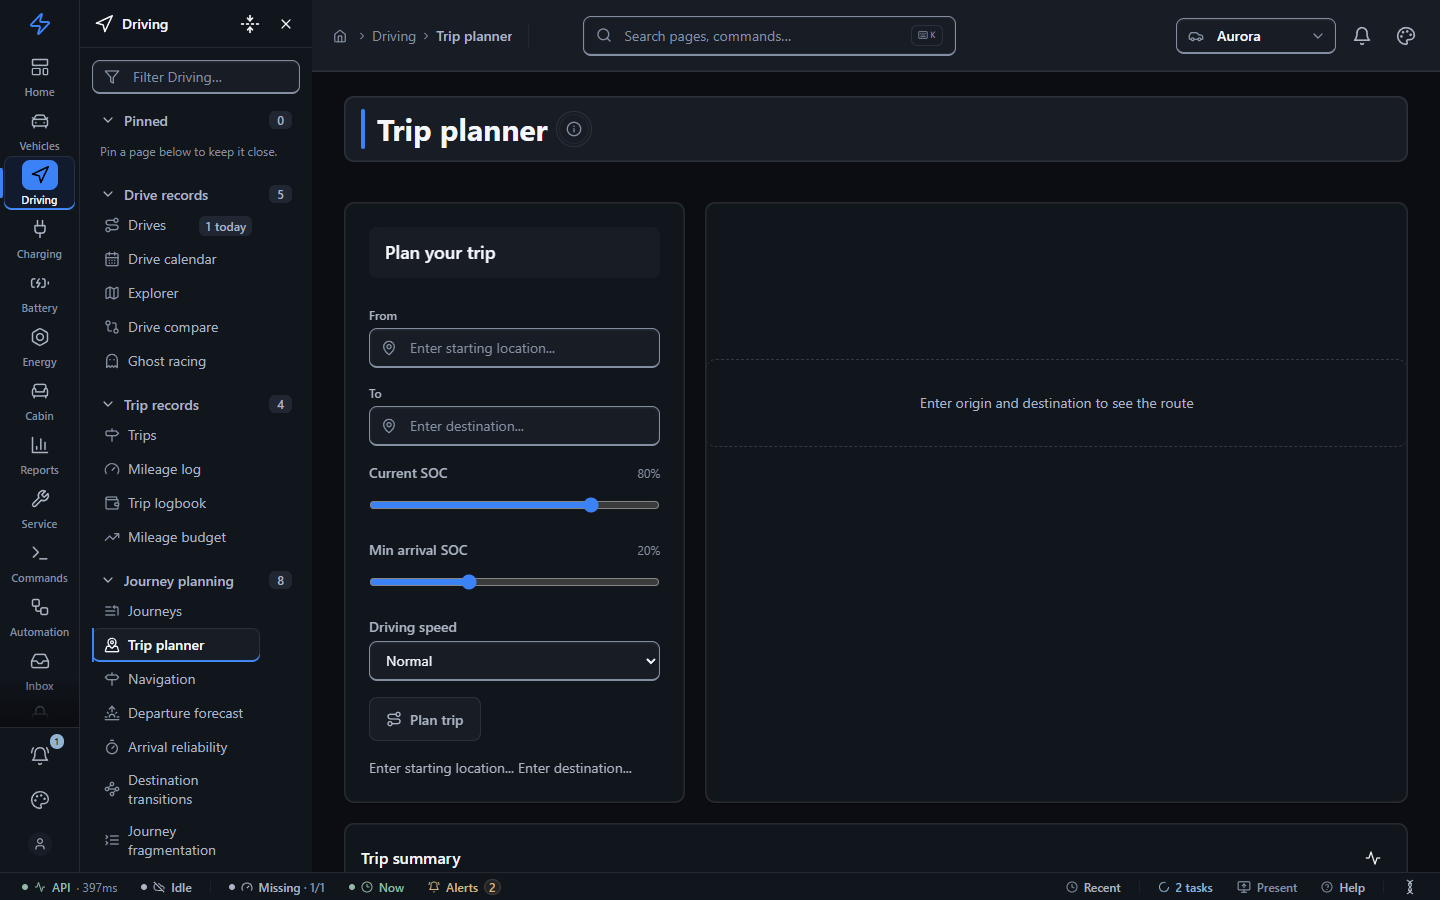 Home
Vehicles
Driving
Charging
Battery
Energy
Cabin
Reports
Service
Commands
Automation
Inbox
1
Driving
Filter Driving...
Pinned 0
Pin a page below to keep it close.
Drive records 5
Drives 1 today
Drive calendar
Explorer
Drive compare
Ghost racing
Trip records 4
Trips
Mileage log
Trip logbook
Mileage budget
Journey planning 8
Journeys
Trip planner
Navigation
Departure forecast
Arrival reliability
Destination
transitions
Journey
fragmentation
Driving Trip planner
Search pages, commands... K
Aurora
Trip planner
Plan your trip
From
Enter starting location...
To
Enter destination...
Current SOC 80%
Min arrival SOC 20%
Driving speed
Normal
Plan trip
Enter starting location... Enter destination...
Enter origin and destination to see the route
Trip summary
API · 397ms Idle Missing · 1/1 Now Alerts 2 Recent 2 tasks Present Help